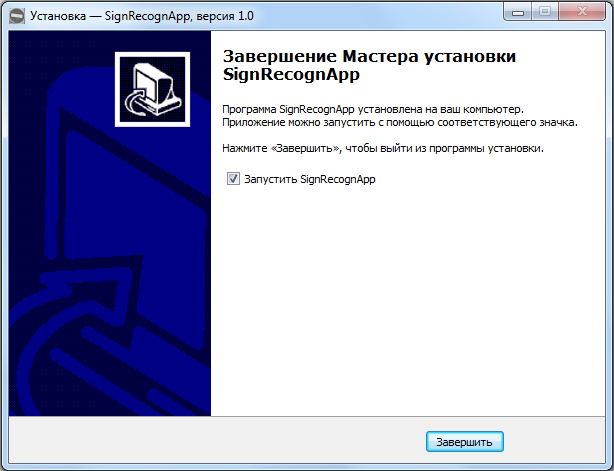 Установка — SignRecognApp, версия 1.0
Завершение Мастера установки
SignRecognApp
Программа SignRecognApp установлена на ваш компьютер.
Приложение можно запустить с помощью соответствующего значка.
Нажмите «Завершить», чтобы выйти из программы установки.
Запустить SignRecognApp
Завершить